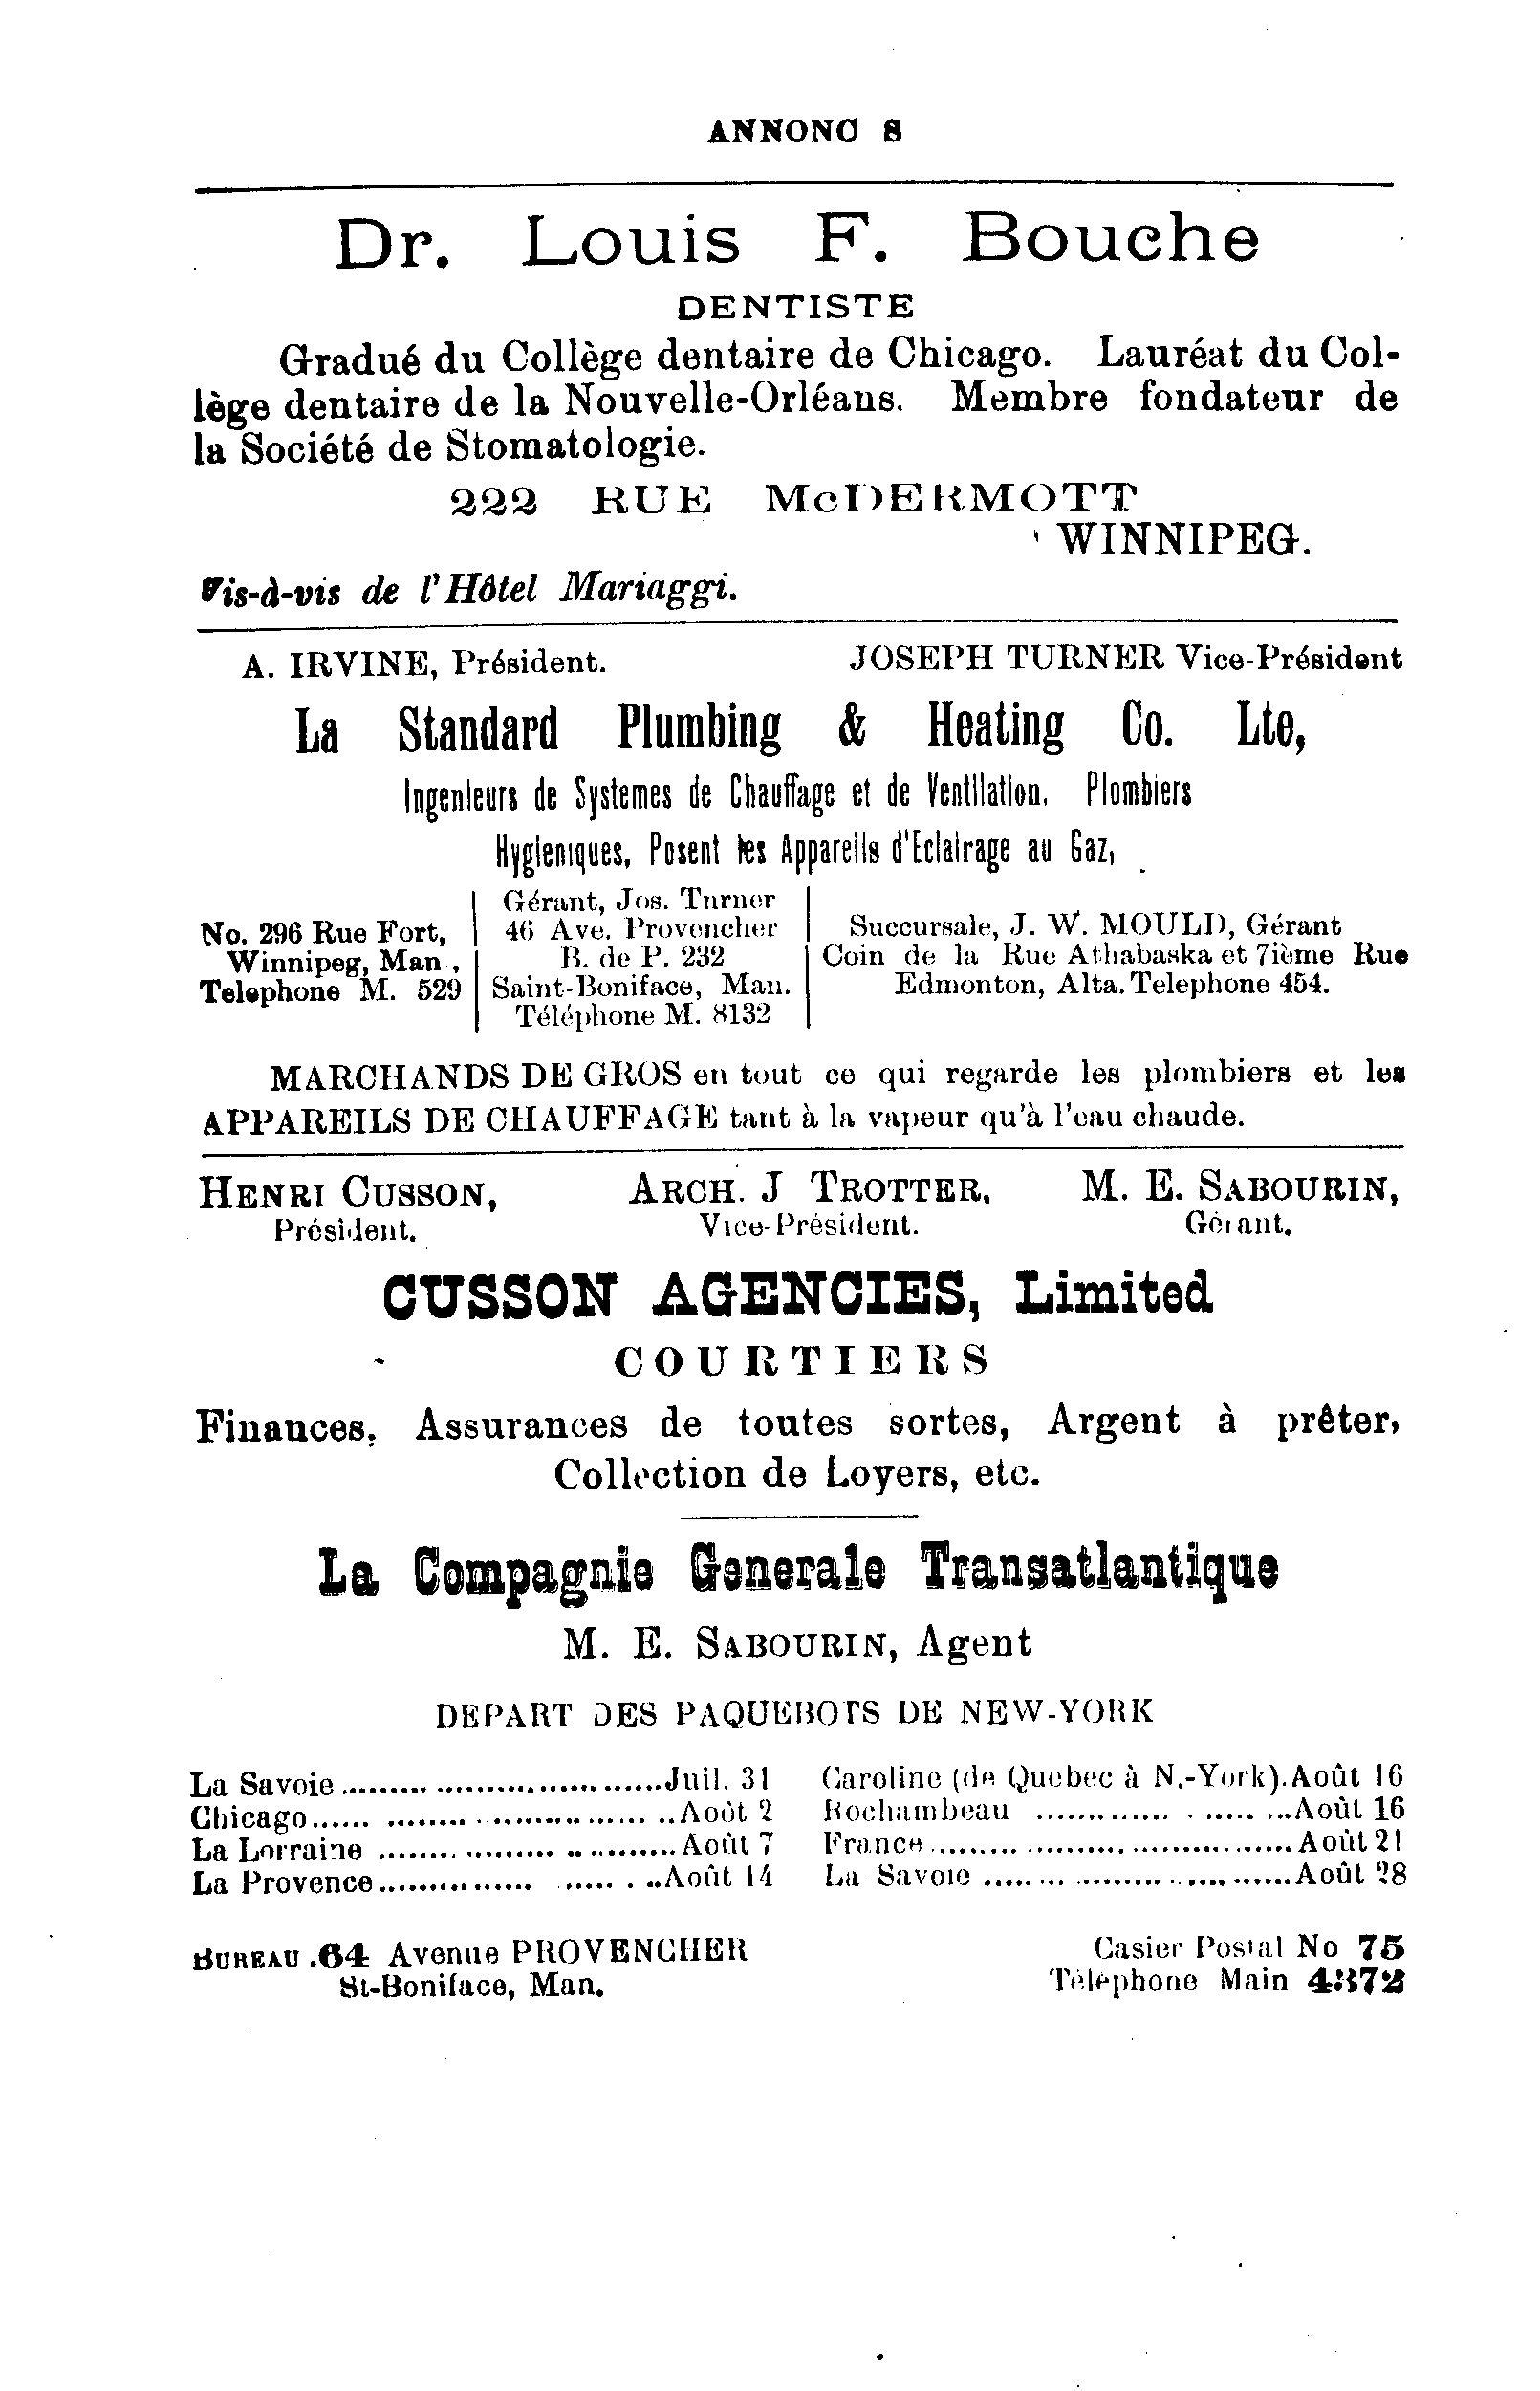 ANNONC S
Dr. Louis F. Bouche
DENTISTE
Gradué du Collège dentaire de Chicago. Lauréat du Col-
lège dentaire de la Nouvelle-Orléans. Membre fondateur de
la Société de Stomatologie.
222 RUE McDERMOTT
WINNIPEG.
Vis-à-vis de l'Hôtel Mariaggi.
A. IRVINE, Président. JOSEPH TURNER Vice-Président
La Standard Plumbing & Heating Co. Lte,
Ingenieurs de Systemes de Chauffage et de Ventilation. Plombiers
Hygieniques, Posent les Appareils d'Eclairage au Gaz,
No. 296 Rue Fort,
Winnipeg, Man.,
Telephone M. 529
Gérant, Jos. Turner
46 Ave. Provencher
B. de P. 232
Saint-Boniface, Man.
Téléphone M. 8132
Succursale, J. W. MOULD, Gérant
Coin de la Rue Athabaska et 7ième Rue
Edmonton, Alta. Telephone 454.
MARCHANDS DE GROS en tout ce qui regarde les plombiers et les
APPAREILS DE CHAUFFAGE tant à la vapeur qu'à l'eau chaude.
HENRI CUSSON, ARCH. J TROTTER. M. E. SABOURIN,
Président. Vice-Président. Gérant.
CUSSON AGENCIES, Limited
COURTIERS
Finances, Assurances de toutes sortes, Argent à prêter,
Collection de Loyers, etc.
La Compagnie Generale Transatlantique
M. E. SABOURIN, Agent
DEPART DES PAQUEBOTS DE NEW-YORK
La Savoie.....Juil. 31
Chicago.....Août 2
La Lorraine.....Août 7
La Provence.....Août 14
Caroline (de Quebec à N.-York).Août 16
Rochambeau.....Août 16
France.....Août 21
La Savoie.....Août 28
BUREAU .64 Avenue PROVENCHER
St-Boniface, Man.
Casier Postal No 75
Téléphone Main 4372